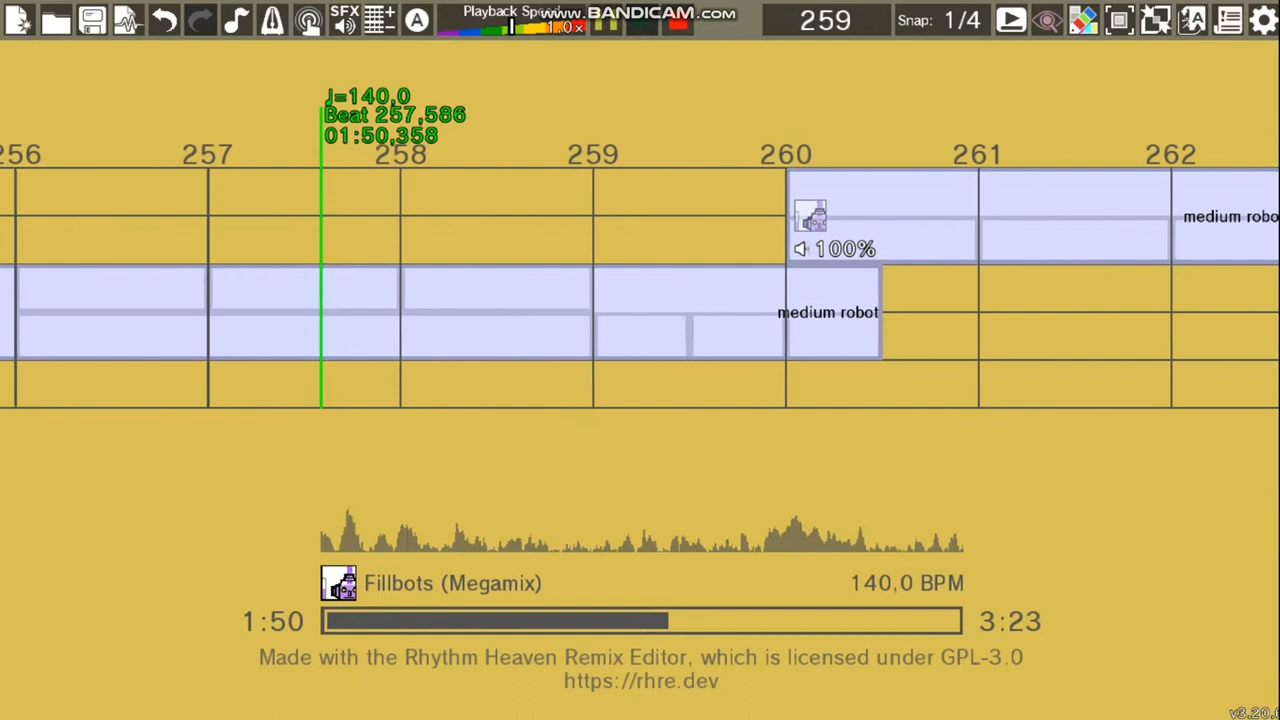 SFX
A
Playback Speed
www.BANDICAM.com
1.0x
259
Snap: 1/4
♩=140,0
Beat 257,586
01:50,358
256 257 258 259 260 261 262
medium robo
100%
medium robot
Fillbots (Megamix)
140,0 BPM
1:50
3:23
Made with the Rhythm Heaven Remix Editor, which is licensed under GPL-3.0
https://rhre.dev
v3.20.